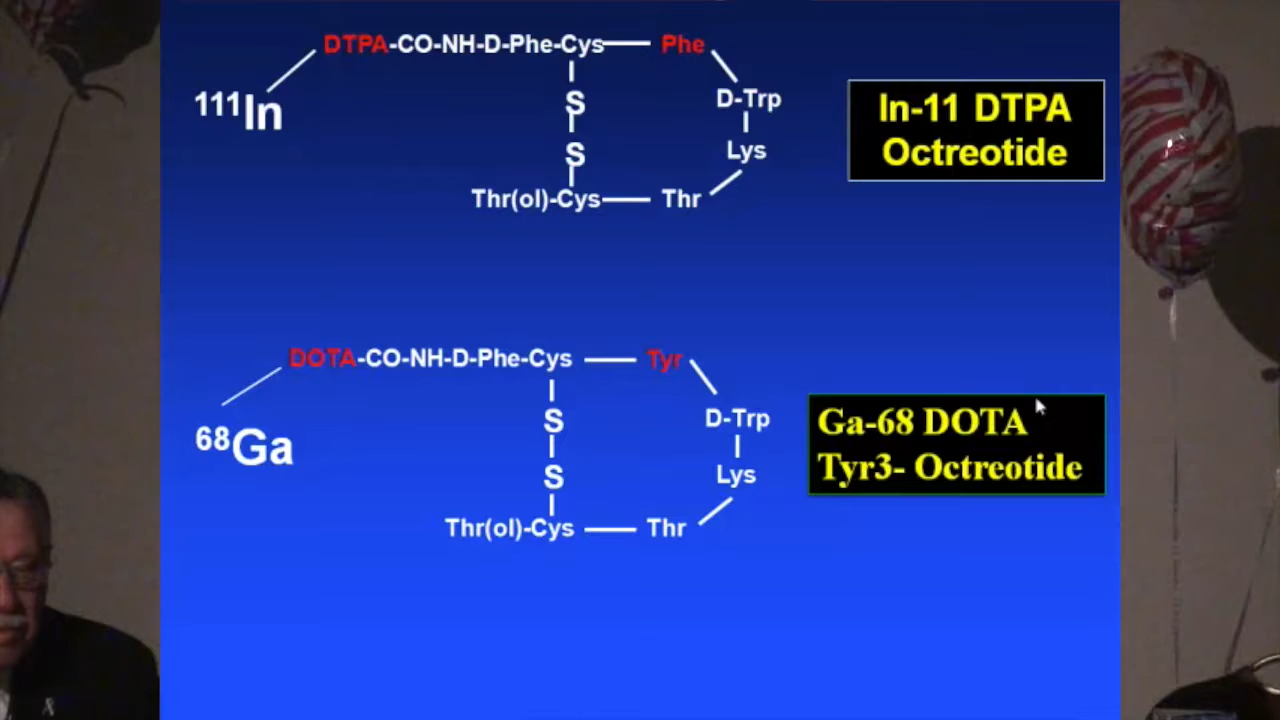 DTPA-CO-NH-D-Phe-Cys Phe
111In
S
D-Trp
S
Lys
Thr(ol)-Cys Thr
In-11 DTPA
Octreotide
DOTA-CO-NH-D-Phe-Cys Tyr
68Ga
S
D-Trp
S
Lys
Thr(ol)-Cys Thr
Ga-68 DOTA
Tyr3- Octreotide